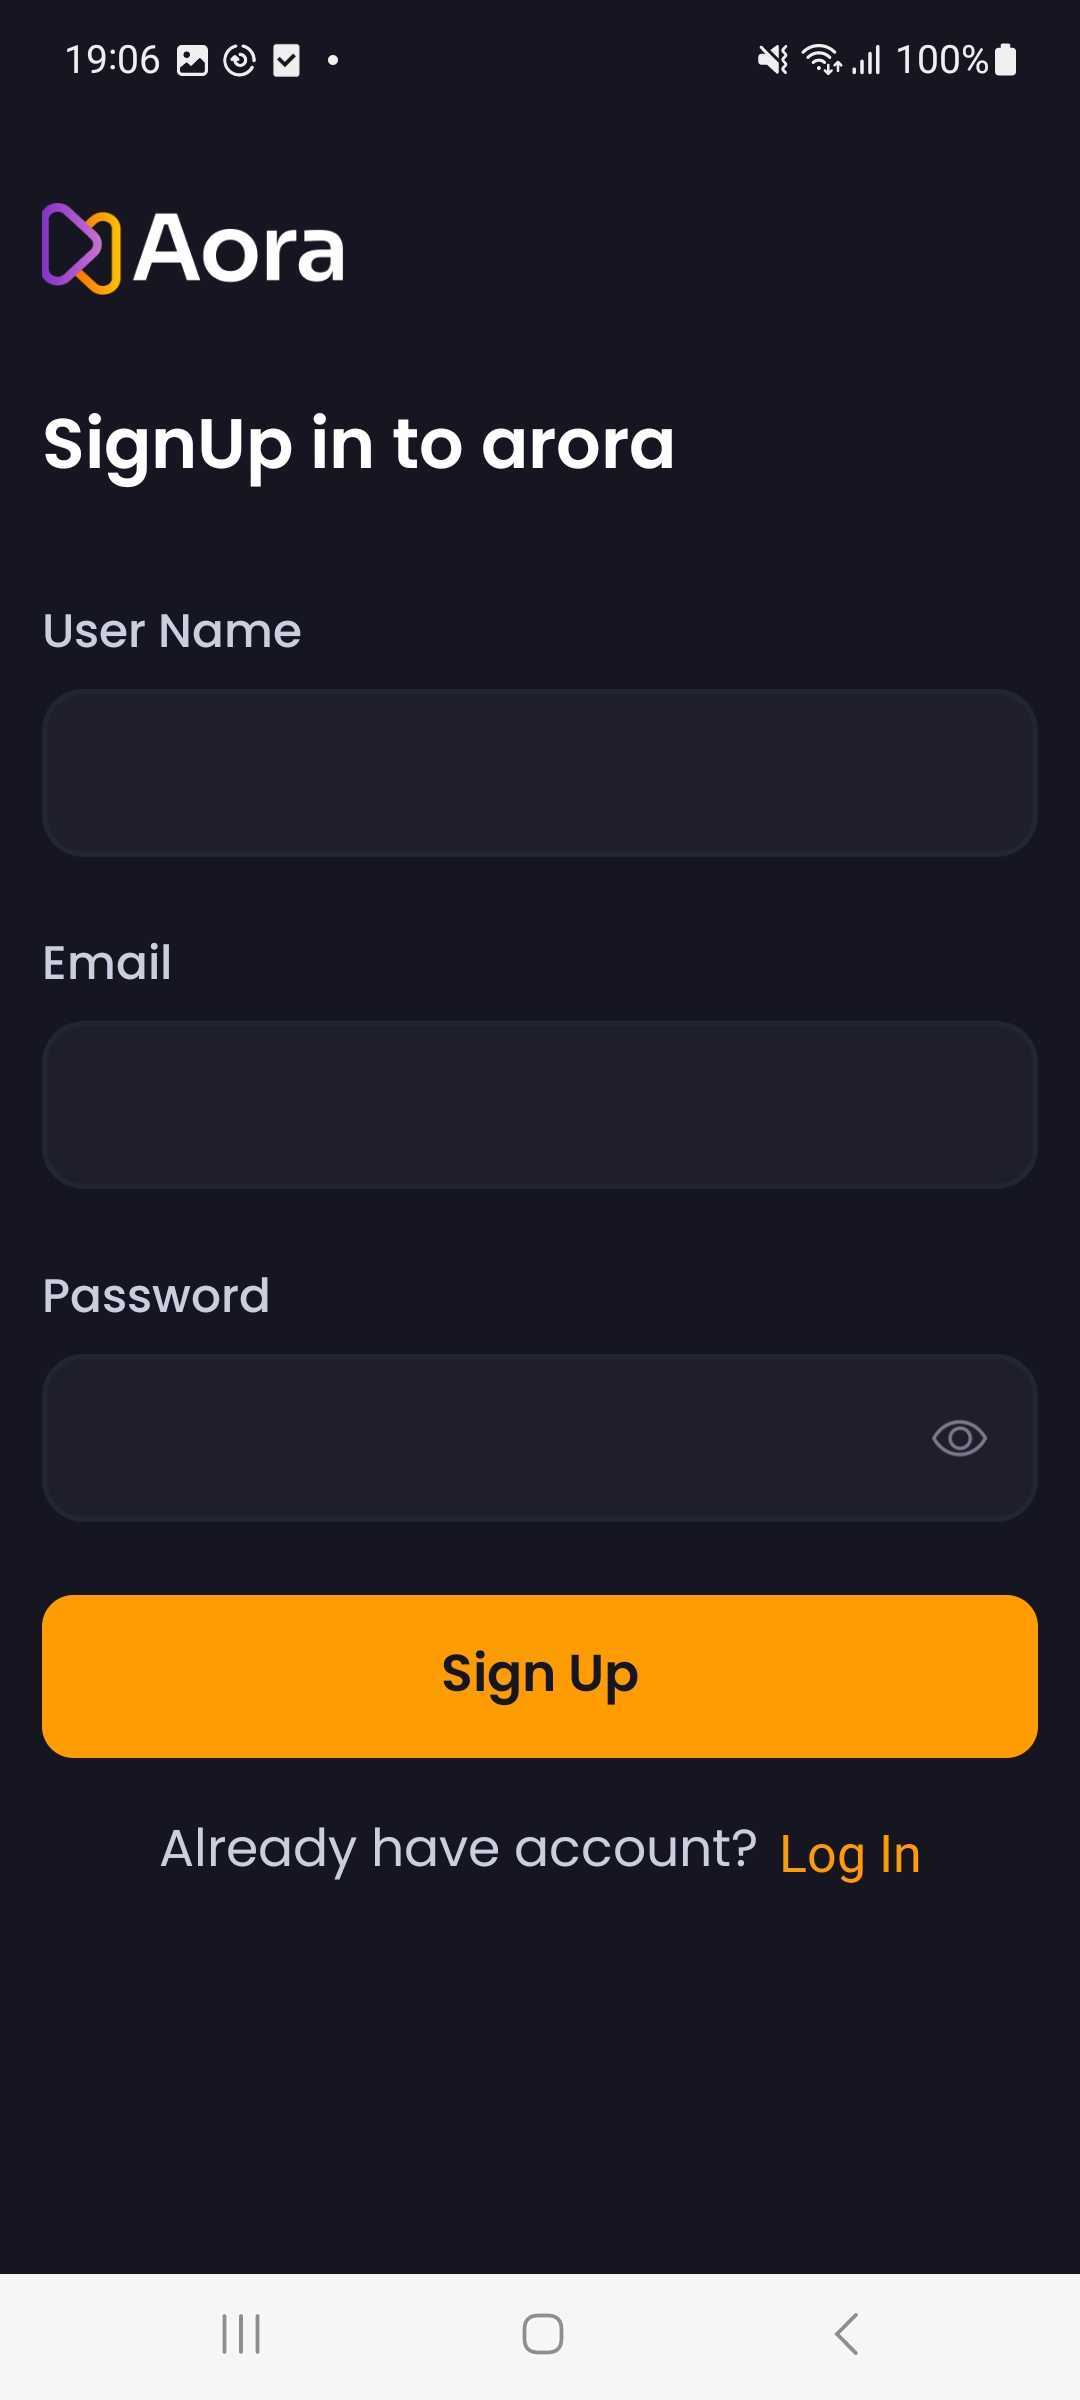 19:06 100%
Aora
SignUp in to arora
User Name
Email
Password
Sign Up
Already have account? Log In